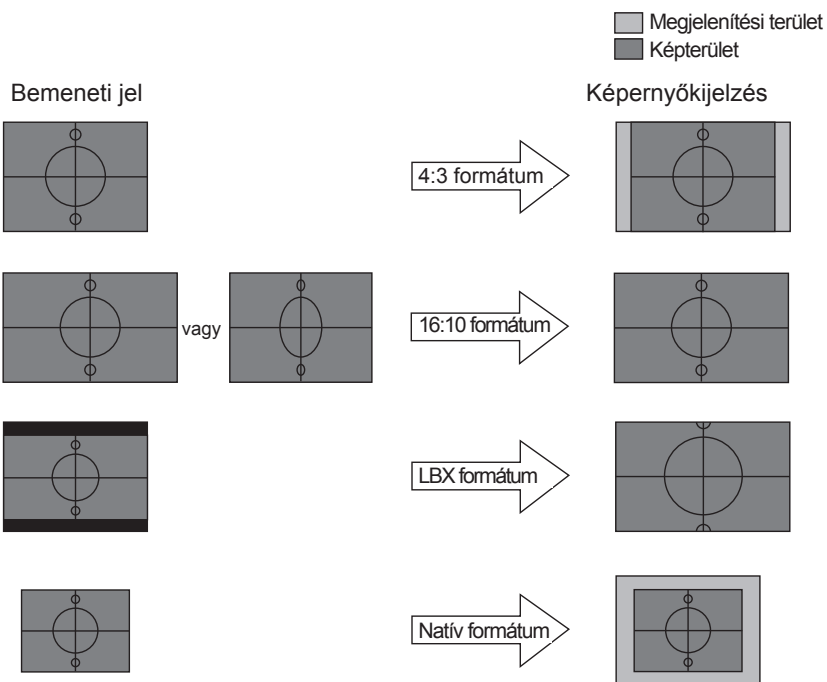 Megjelenítési terület
Képterület
Bemeneti jel
Képernyőkijelzés
4:3 formátum
vagy
16:10 formátum
LBX formátum
Natív formátum